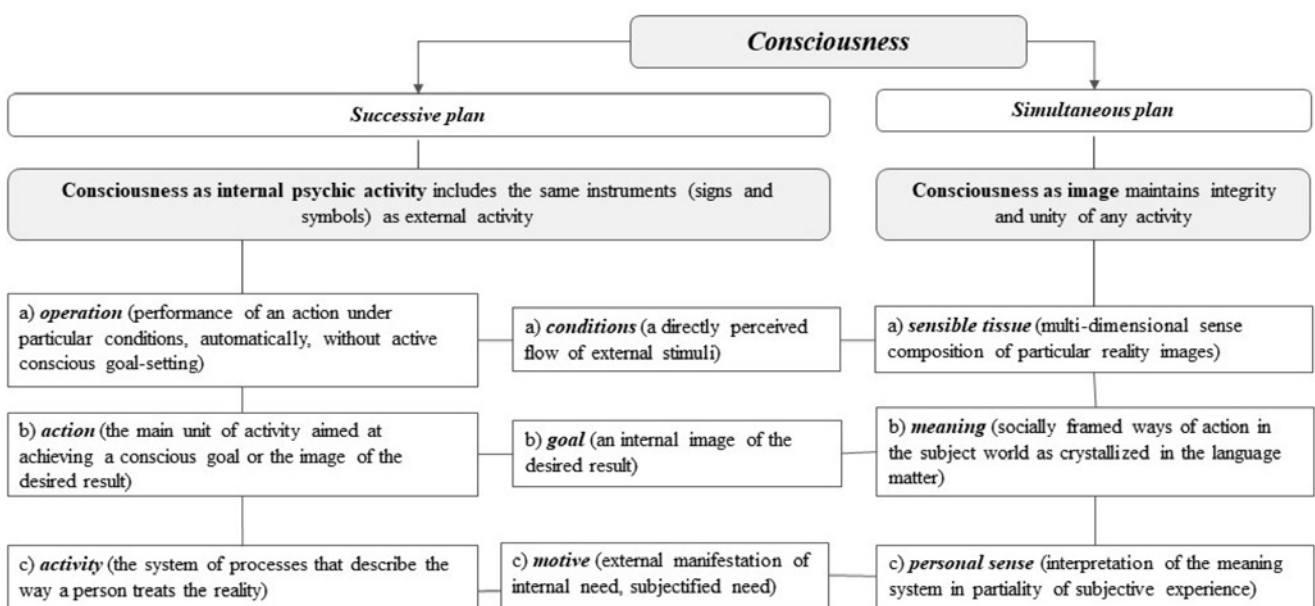 Consciousness
Successive plan
Simultaneous plan
Consciousness as internal psychic activity includes the same instruments (signs and
symbols) as external activity
Consciousness as image maintains integrity
and unity of any activity
a) operation (performance of an action under
particular conditions, automatically, without active
conscious goal-setting)
a) conditions (a directly perceived
flow of external stimuli)
a) sensible tissue (multi-dimensional sense
composition of particular reality images)
b) action (the main unit of activity aimed at
achieving a conscious goal or the image of the
desired result)
b) goal (an internal image of the
desired result)
b) meaning (socially framed ways of action in
the subject world as crystallized in the language
matter)
c) activity (the system of processes that describe the
way a person treats the reality)
c) motive (external manifestation of
internal need, subjectified need)
c) personal sense (interpretation of the meaning
system in partiality of subjective experience)